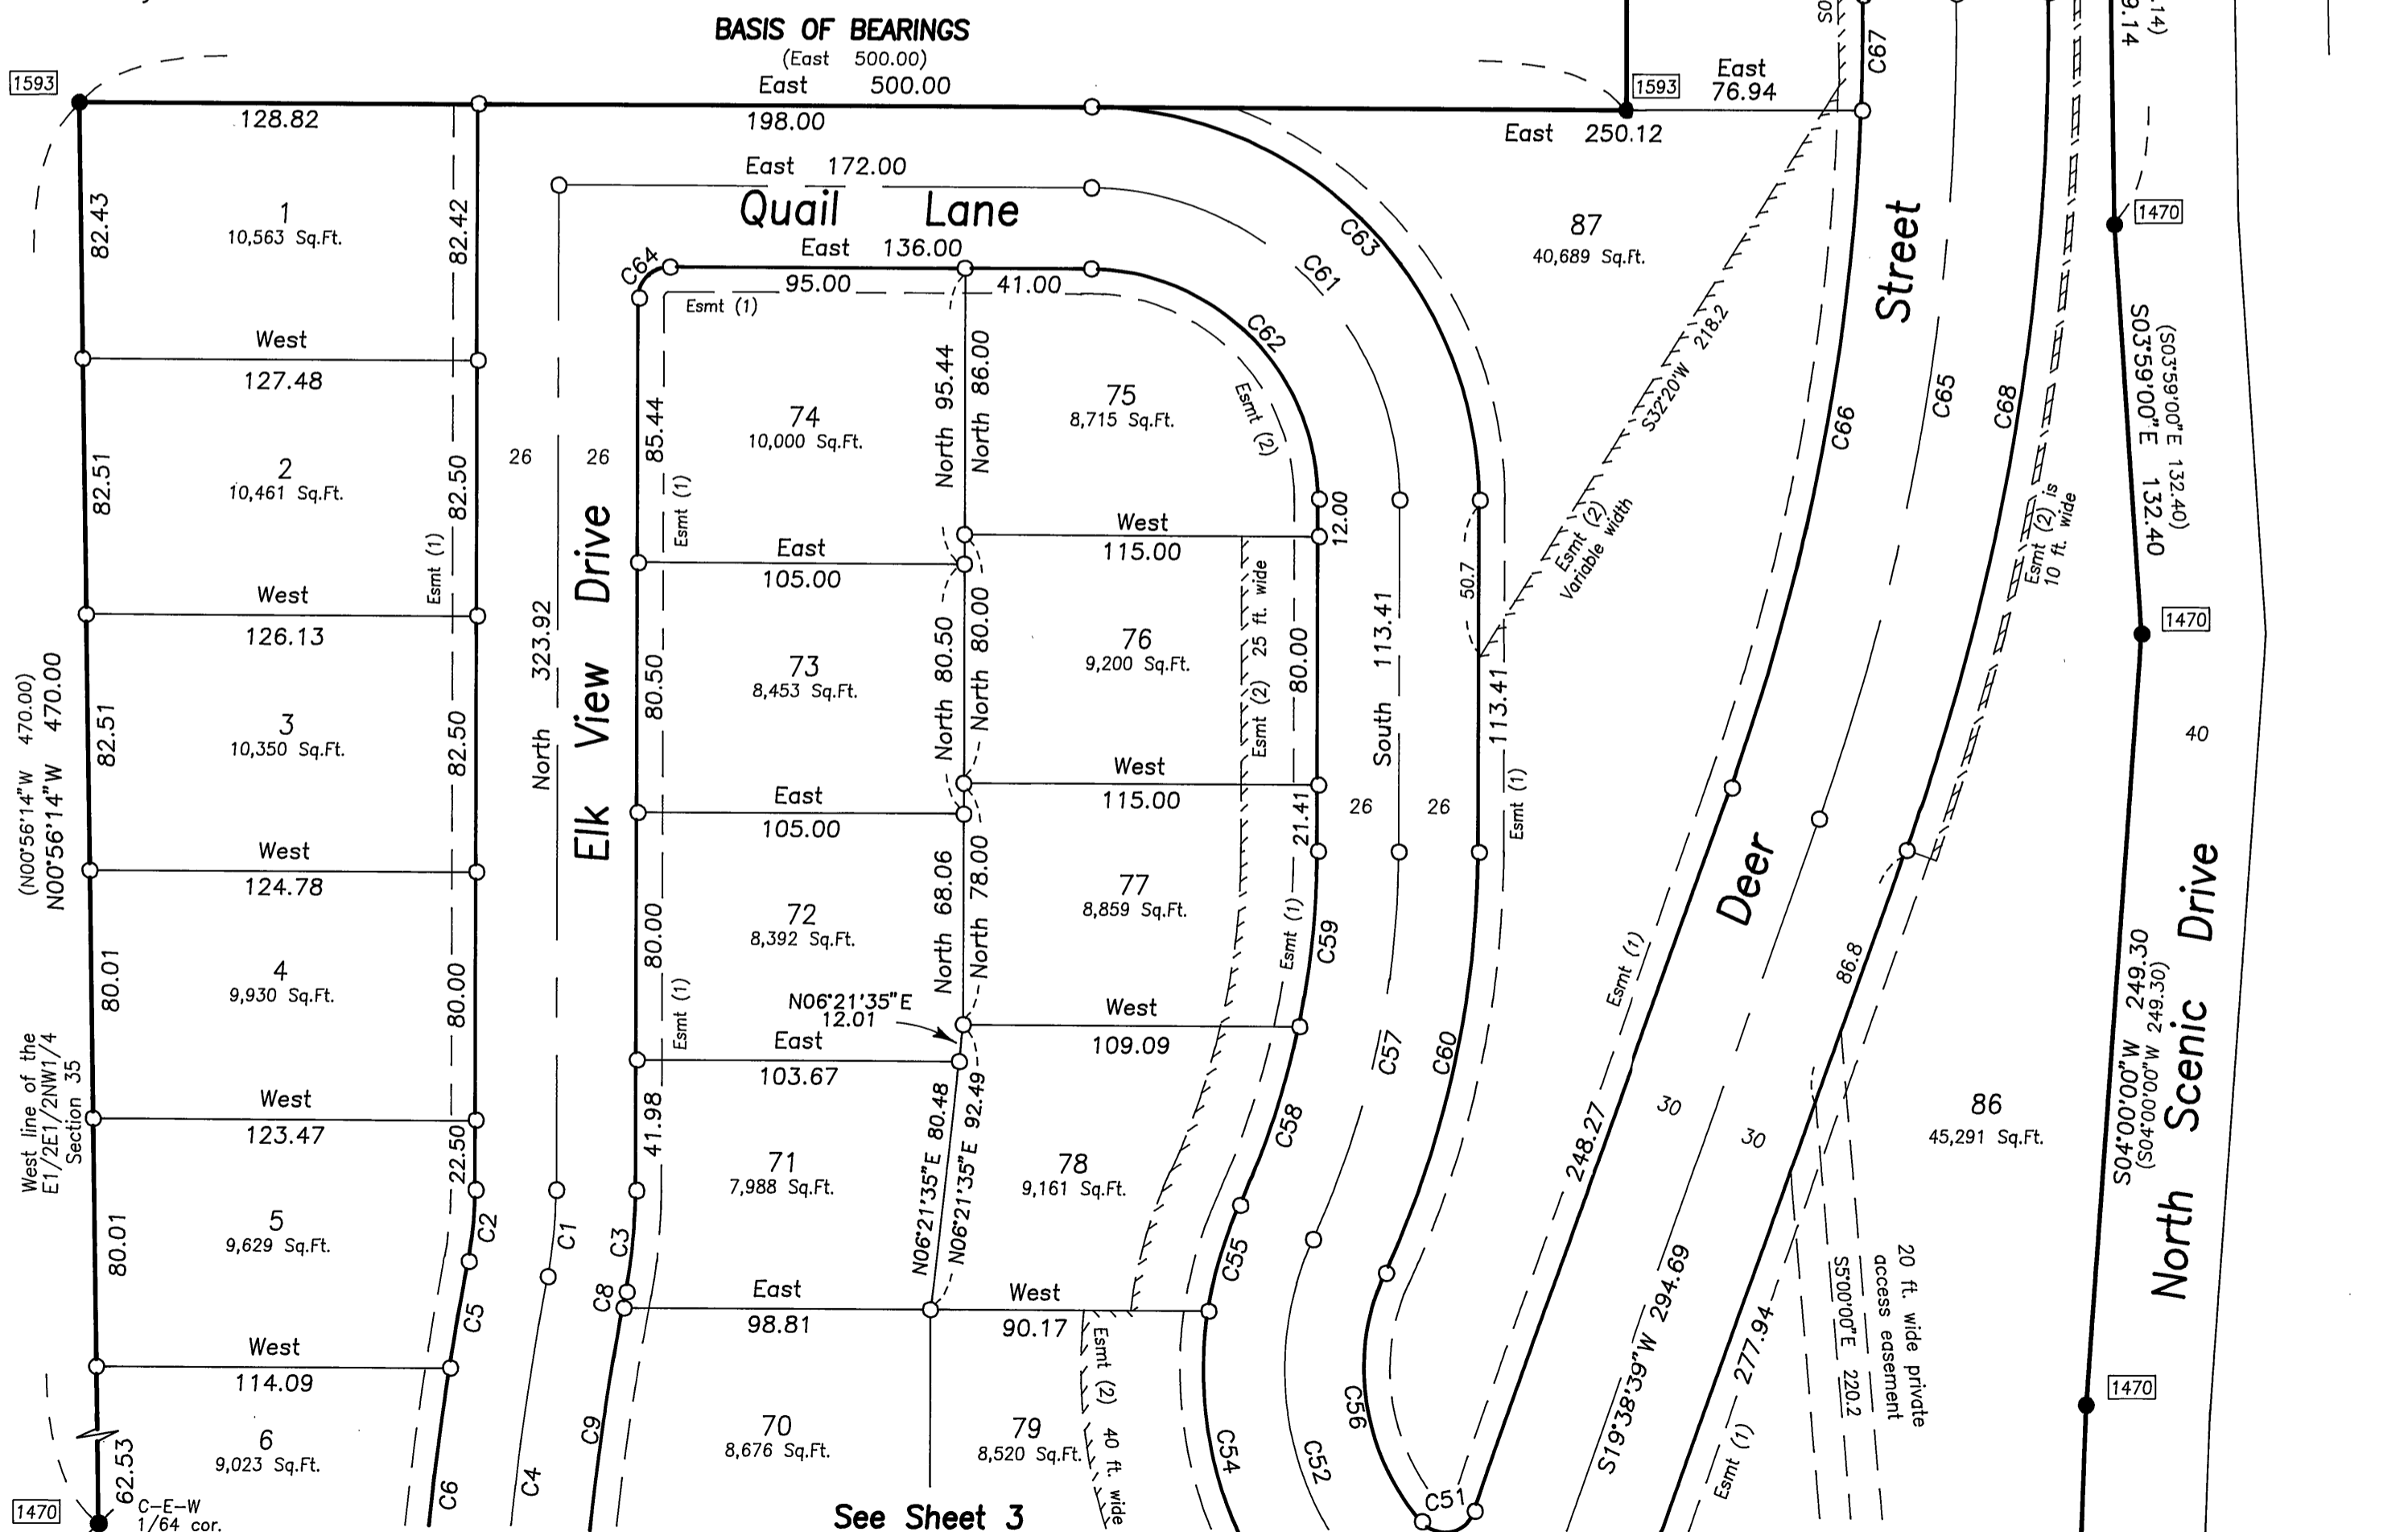 BASIS OF BEARINGS
(East 500.00)
East 500.00
1593
128.82
198.00
East 172.00
Quail Lane
East 136.00
95.00
41.00
C64
Esmt (1)
1593
East
76.94
East 250.12
C67
C63
C61
C62
87
40,689 Sq.Ft.
Street
1470
82.43
1
10,563 Sq.Ft.
82.42
West
127.48
82.51
2
10,461 Sq.Ft.
82.50
Esmt (1)
West
126.13
82.51
3
10,350 Sq.Ft.
82.50
West
124.78
80.01
4
9,930 Sq.Ft.
80.00
West
123.47
80.01
5
9,629 Sq.Ft.
22.50
C2
C5
West
114.09
62.53
6
9,023 Sq.Ft.
C6
1470
C-E-W
1/64 cor.
(N00°56'14"W 470.00)
N00°56'14"W 470.00
West line of the
E1/2E1/2NW1/4
Section 35
26
26
North 323.92
Elk View Drive
C1
C4
85.44
Esmt (1)
74
10,000 Sq.Ft.
North 95.44
North 86.00
75
8,715 Sq.Ft.
Esmt (2)
East
105.00
West
115.00
12.00
80.50
73
8,453 Sq.Ft.
North 80.50
North 80.00
76
9,200 Sq.Ft.
Esmt (2) 25 ft. wide
80.00
East
105.00
West
115.00
21.41
80.00
72
8,392 Sq.Ft.
North 68.06
North 78.00
77
8,859 Sq.Ft.
Esmt (1)
C59
Esmt (1)
N06°21'35"E
12.01
East
103.67
West
109.09
41.98
71
7,988 Sq.Ft.
N06°21'35"E 80.48
N06°21'35"E 92.49
78
9,161 Sq.Ft.
C58
C55
C3
C8
C9
East
98.81
West
90.17
70
8,676 Sq.Ft.
79
8,520 Sq.Ft.
Esmt (2) 40 ft. wide
See Sheet 3
C54
C52
C56
C51
South 113.41
26
26
50.7
113.41
Esmt (1)
C57
C60
S32°20'W 218.2
Esmt (2)
Variable width
C66
C65
C68
Esmt (2) is
10 ft. wide
Deer
Esmt (1)
248.27
30
30
S19°38'39"W 294.69
277.94
Esmt (1)
86.8
86
45,291 Sq.Ft.
20 ft. wide private
access easement
S5°00'00"E 220.2
(S03°59'00"E 132.40)
S03°59'00"E 132.40
1470
40
S04°00'00"W 249.30
(S04°00'00"W 249.30)
North Scenic Drive
1470